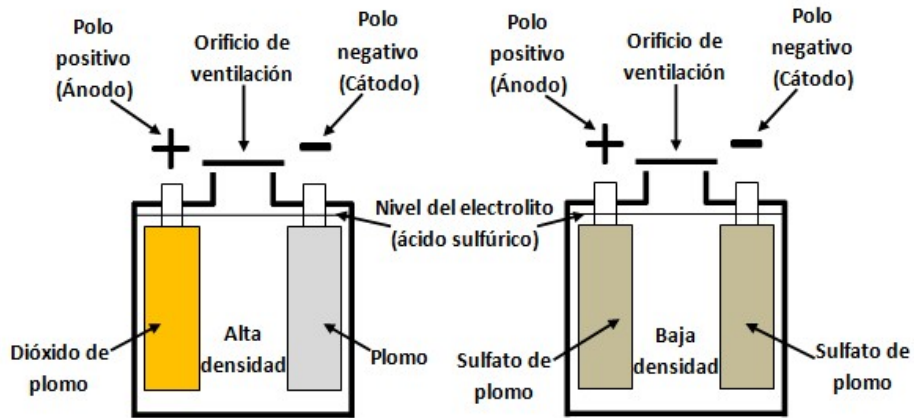 Polo
positivo
(Ánodo)
Orificio de
ventilación
Polo
negativo
(Cátodo)
Polo
positivo
(Ánodo)
Orificio de
ventilación
Polo
negativo
(Cátodo)
+
-
+
-
Nivel del electrolito
(ácido sulfúrico)
Dióxido de
plomo
Alta
densidad
Plomo
Sulfato de
plomo
Baja
densidad
Sulfato de
plomo